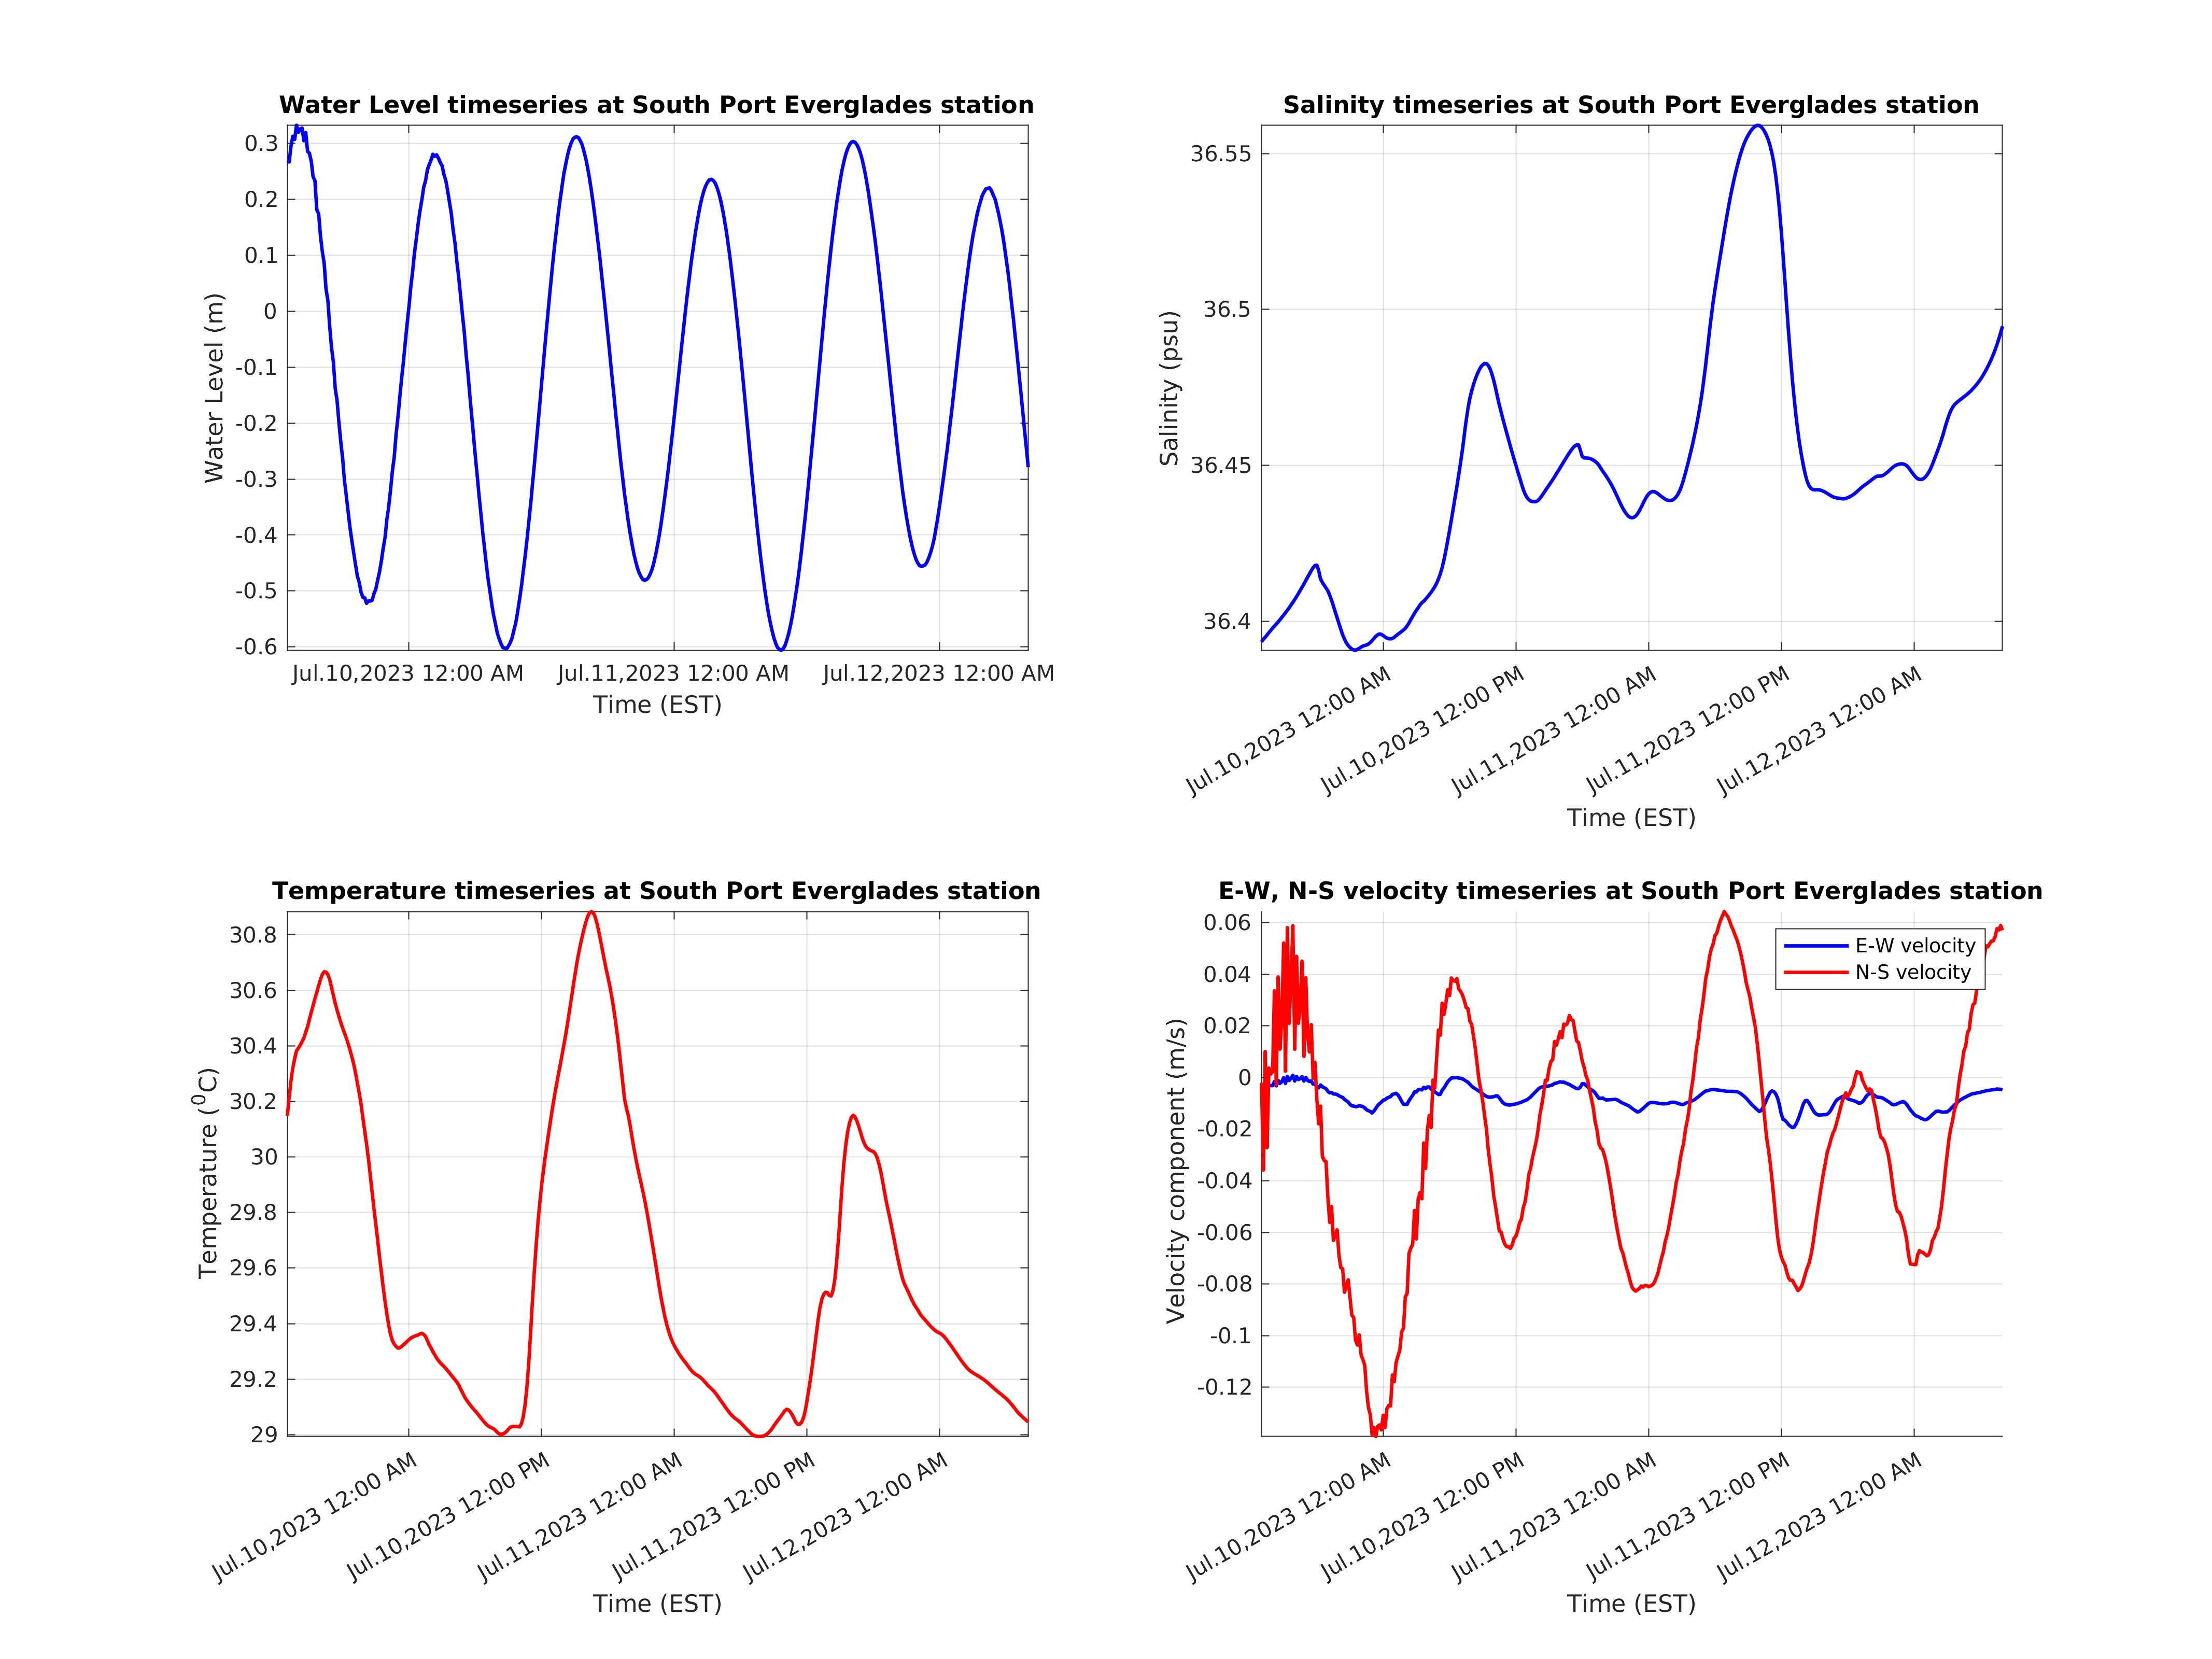 Water Level timeseries at South Port Everglades station
Water Level (m)
0.3
0.2
0.1
0
-0.1
-0.2
-0.3
-0.4
-0.5
-0.6
Jul.10,2023 12:00 AM
Jul.11,2023 12:00 AM
Jul.12,2023 12:00 AM
Time (EST)
Salinity timeseries at South Port Everglades station
Salinity (psu)
36.55
36.5
36.45
36.4
Jul.10,2023 12:00 AM
Jul.10,2023 12:00 PM
Jul.11,2023 12:00 AM
Jul.11,2023 12:00 PM
Jul.12,2023 12:00 AM
Time (EST)
Temperature timeseries at South Port Everglades station
Temperature (⁰C)
30.8
30.6
30.4
30.2
30
29.8
29.6
29.4
29.2
29
Jul.10,2023 12:00 AM
Jul.10,2023 12:00 PM
Jul.11,2023 12:00 AM
Jul.11,2023 12:00 PM
Jul.12,2023 12:00 AM
Time (EST)
E-W, N-S velocity timeseries at South Port Everglades station
Velocity component (m/s)
0.06
0.04
0.02
0
-0.02
-0.04
-0.06
-0.08
-0.1
-0.12
E-W velocity
N-S velocity
Jul.10,2023 12:00 AM
Jul.10,2023 12:00 PM
Jul.11,2023 12:00 AM
Jul.11,2023 12:00 PM
Jul.12,2023 12:00 AM
Time (EST)